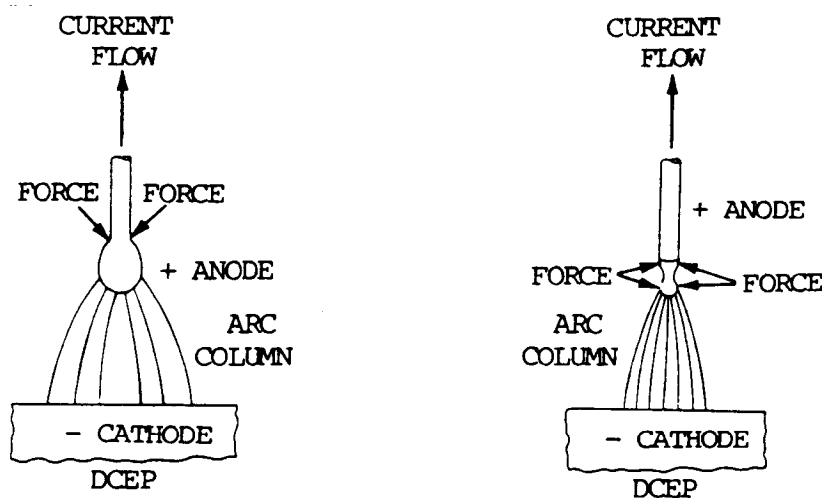 CURRENT
FLOW
FORCE FORCE
+ ANODE
ARC
COLUMN
- CATHODE
DCEP
CURRENT
FLOW
+ ANODE
FORCE FORCE
ARC
COLUMN
- CATHODE
DCEP